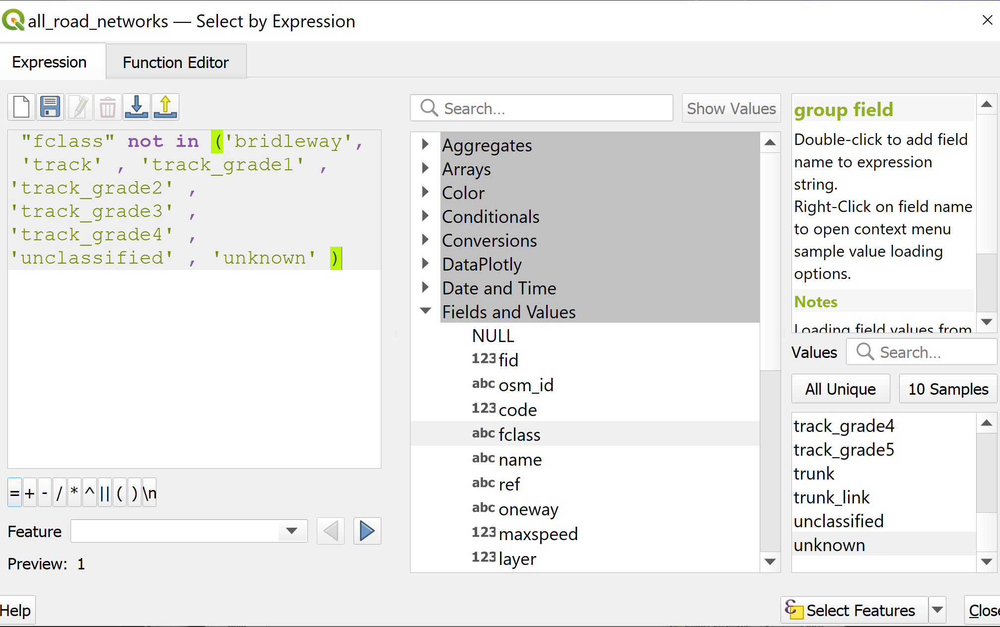 all_road_networks — Select by Expression
Expression
Function Editor
"fclass" not in ('bridleway',
'track' , 'track_grade1' ,
'track_grade2' ,
'track_grade3' ,
'track_grade4' ,
'unclassified' , 'unknown' )
= + - / * ^ || ( ) \n
Feature
Preview: 1
Search...
Show Values
Aggregates
Arrays
Color
Conditionals
Conversions
DataPlotly
Date and Time
Fields and Values
NULL
123 fid
abc osm_id
123 code
abc fclass
abc name
abc ref
abc oneway
123 maxspeed
123 layer
group field
Double-click to add field
name to expression
string.
Right-Click on field name
to open context menu
sample value loading
options.
Notes
Loading field values from
Values
Search...
All Unique
10 Samples
track_grade4
track_grade5
trunk
trunk_link
unclassified
unknown
Help
Select Features
Close